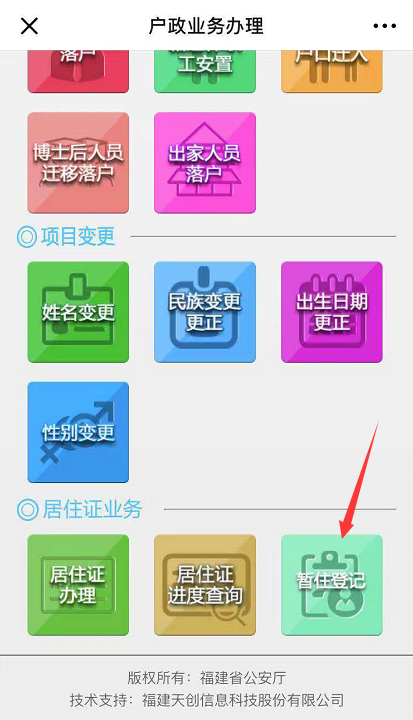 户政业务办理
落户
工安置
户口迁入
博士后人员
迁移落户
出家人员
落户
项目变更
姓名变更
民族变更
更正
出生日期
更正
性别变更
居住证业务
居住证
办理
居住证
进度查询
暂住登记
版权所有：福建省公安厅
技术支持：福建天创信息科技股份有限公司